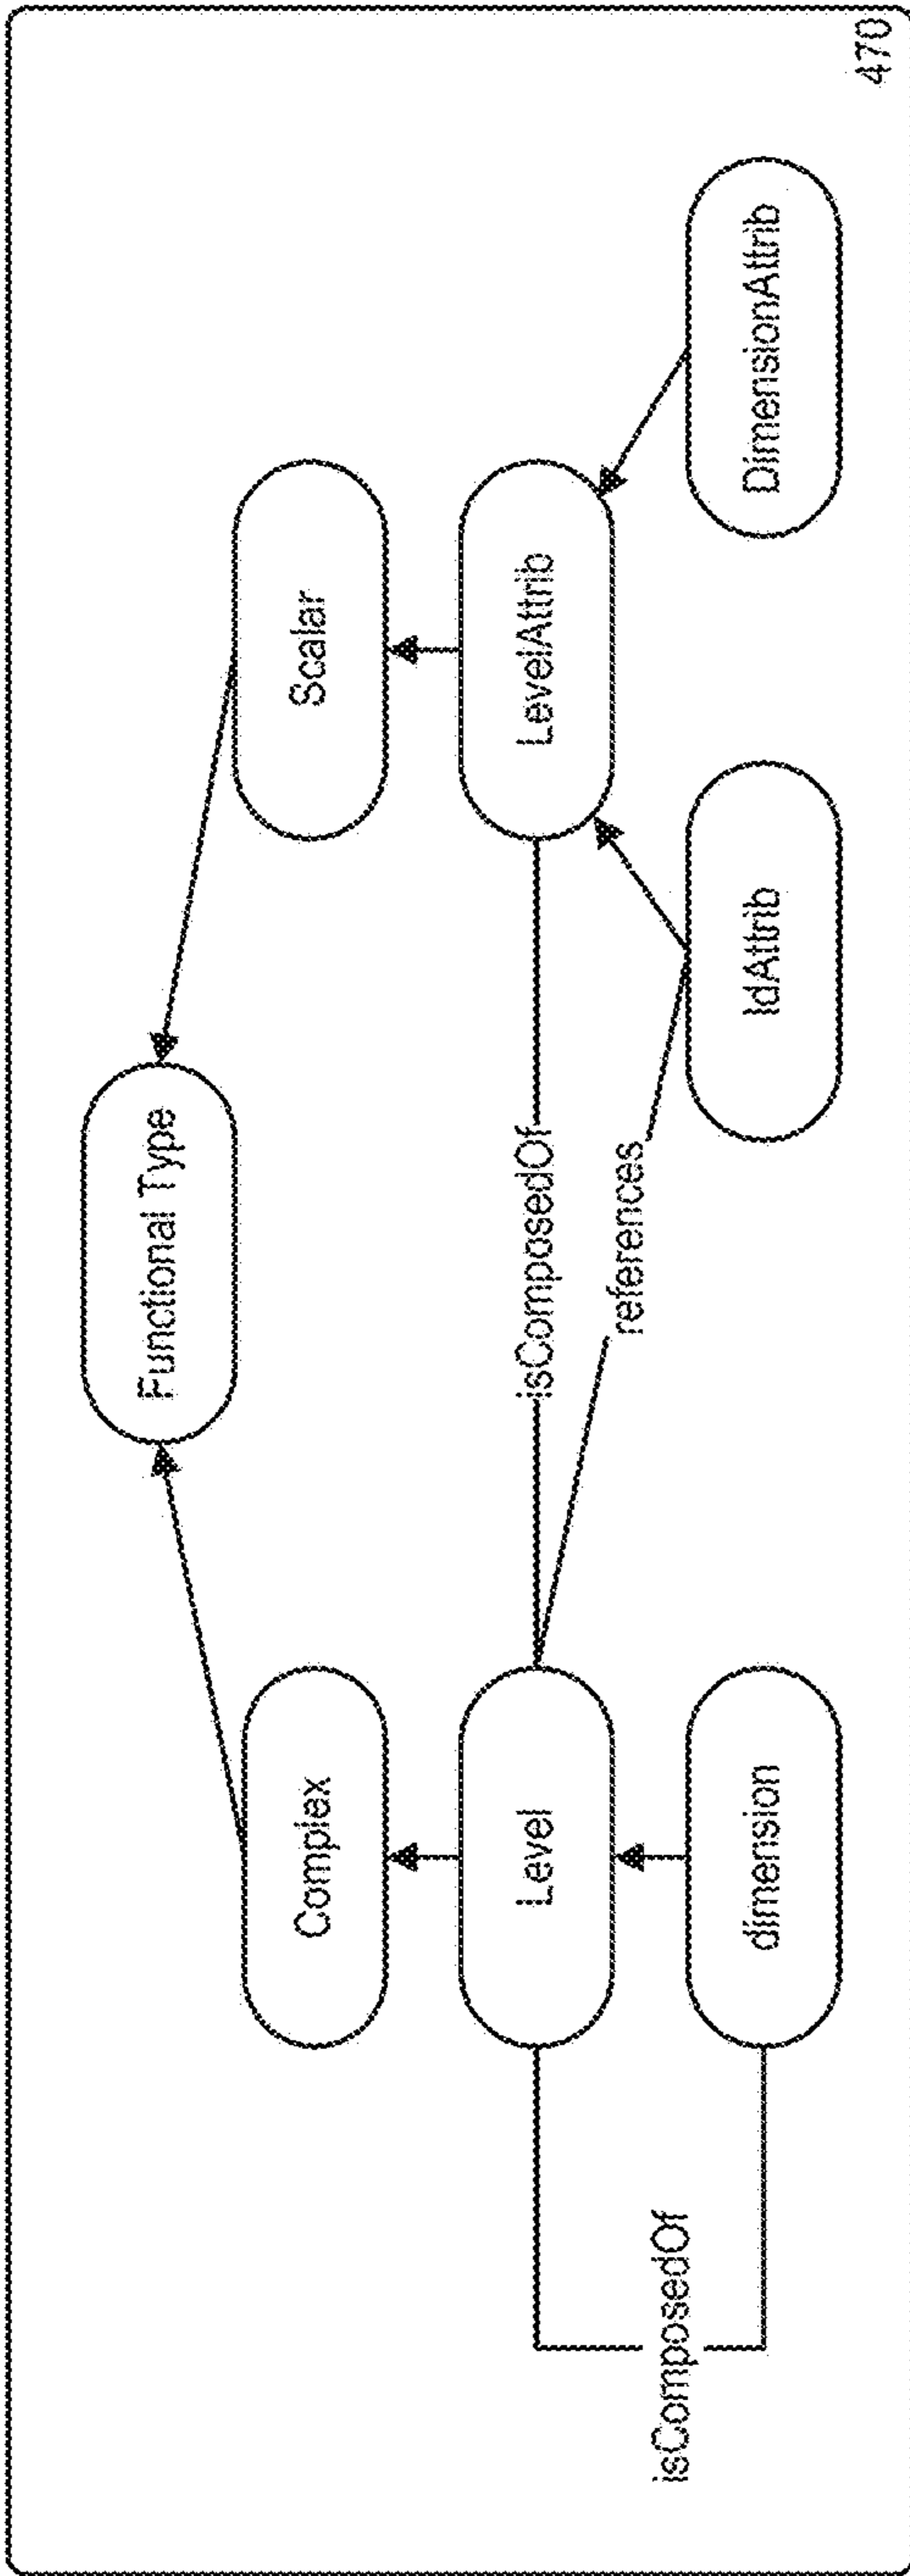 Functional Type
Complex
Scalar
Level
isComposedOf
LevelAttrib
references
isComposedOf
dimension
IdAttrib
DimensionAttrib
470